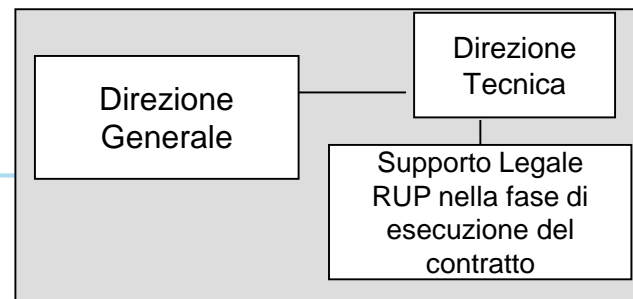 Direzione
Generale
Direzione
Tecnica
Supporto Legale
RUP nella fase di
esecuzione del
contratto